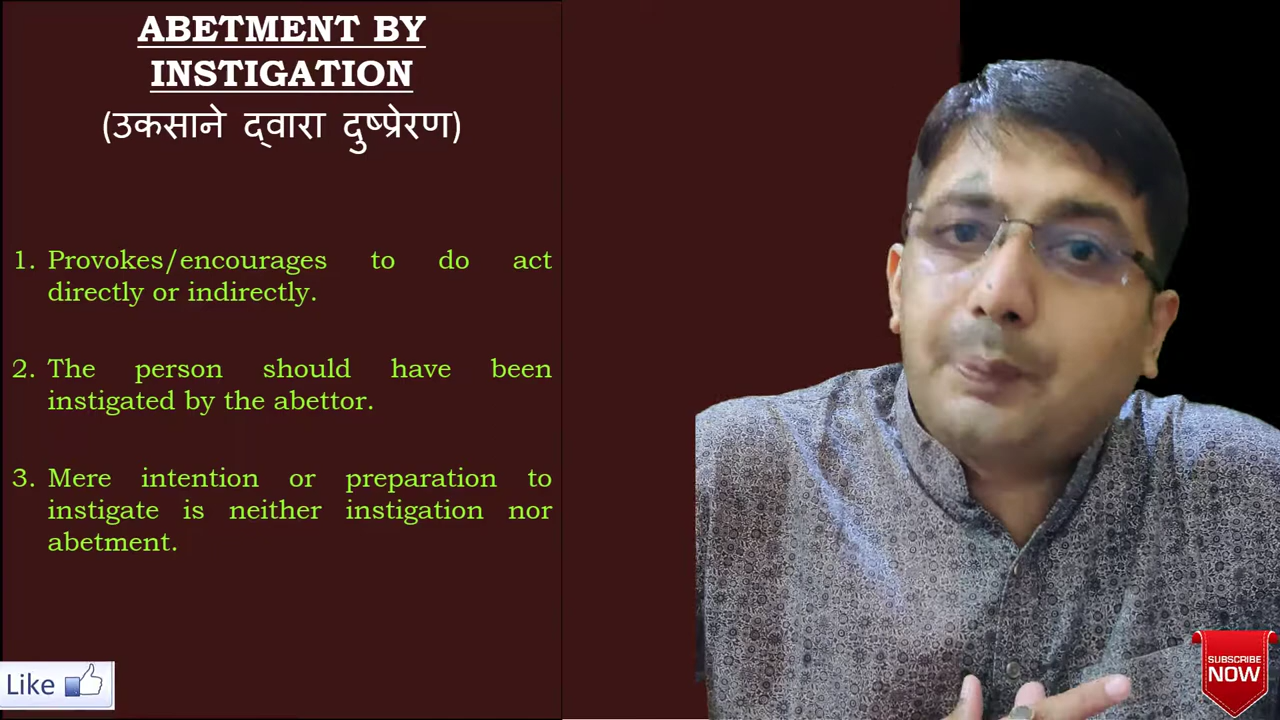 ABETMENT BY
INSTIGATION
(उकसाने द्वारा दुष्प्रेरण)
1. Provokes/encourages to do act
directly or indirectly.
2. The person should have been
instigated by the abettor.
3. Mere intention or preparation to
instigate is neither instigation nor
abetment.
Like
SUBSCRIBE
NOW